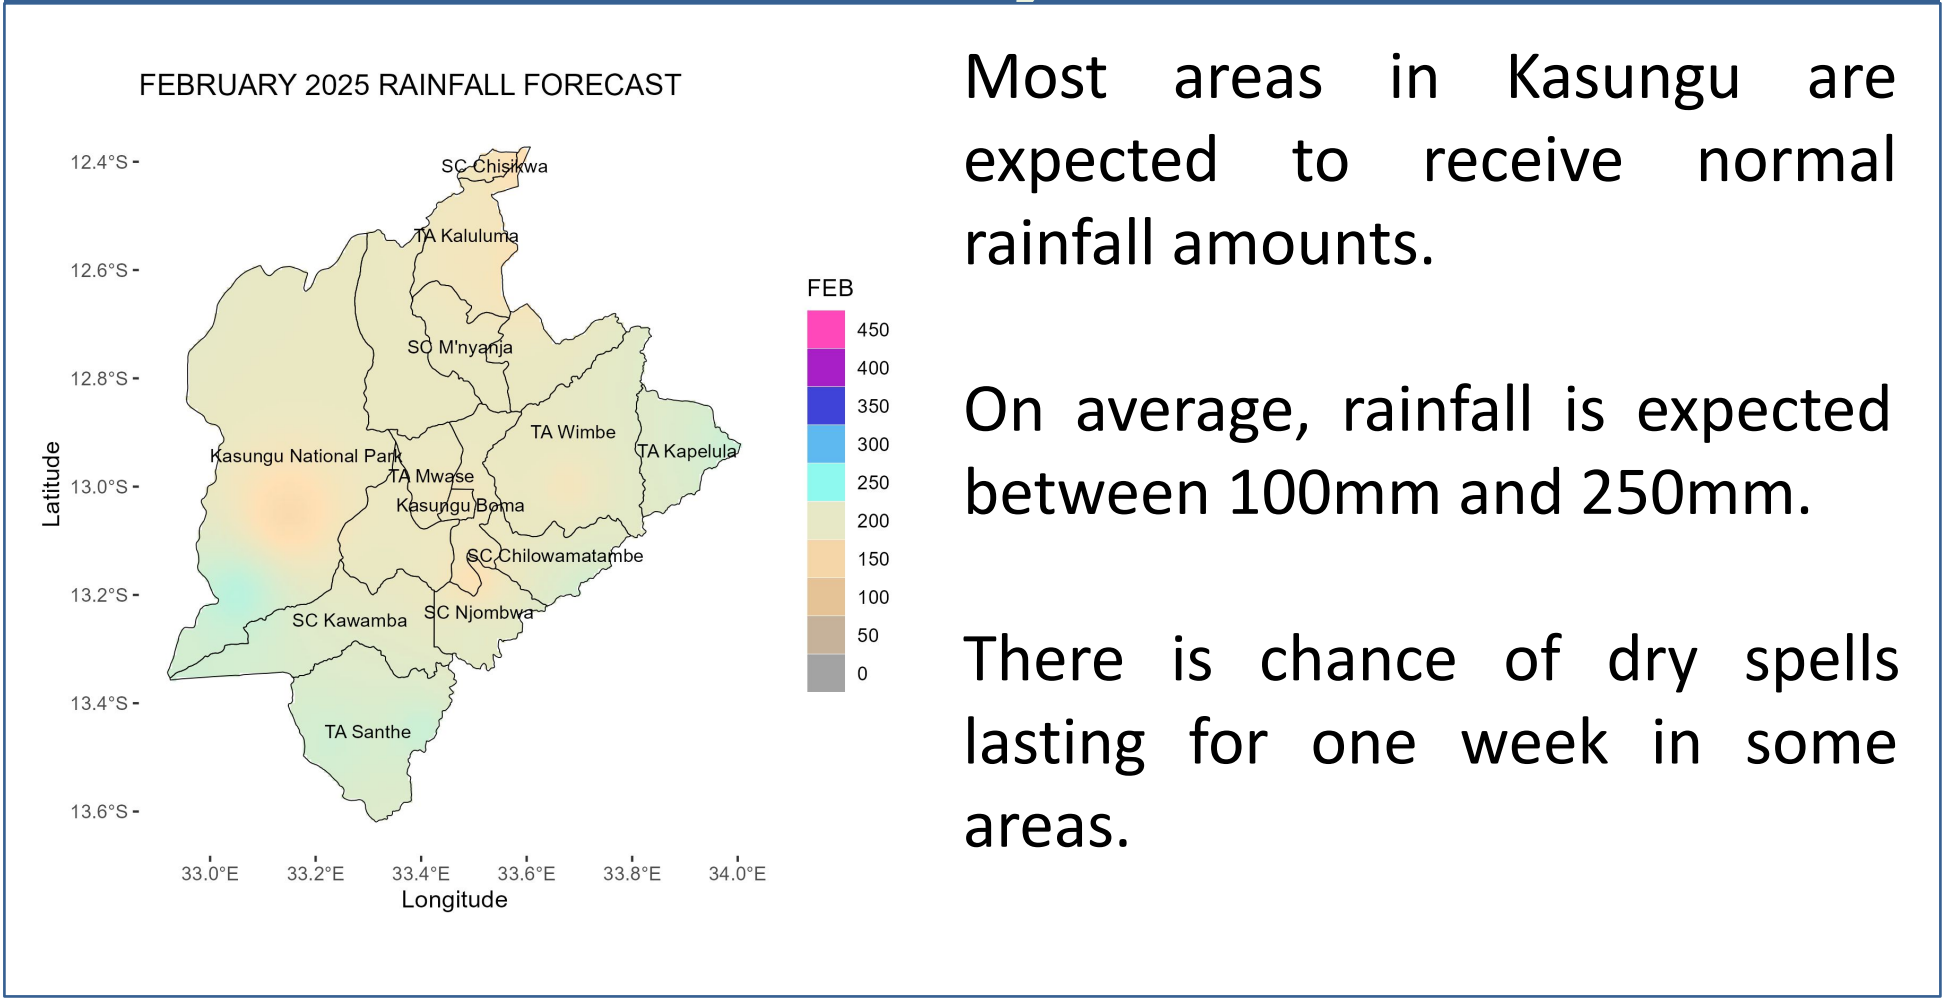 FEBRUARY 2025 RAINFALL FORECAST
12.4°S
12.6°S
12.8°S
13.0°S
13.2°S
13.4°S
13.6°S
Latitude
SC Chisikwa
TA Kaluluma
SC M'nyanja
TA Wimbe
TA Kapelula
Kasungu National Park
TA Mwase
Kasungu Boma
SC Chilowamatambe
SC Njombwa
SC Kawamba
TA Santhe
33.0°E 33.2°E 33.4°E 33.6°E 33.8°E 34.0°E
Longitude
FEB
450
400
350
300
250
200
150
100
50
0
Most areas in Kasungu are
expected to receive normal
rainfall amounts.
On average, rainfall is expected
between 100mm and 250mm.
There is chance of dry spells
lasting for one week in some
areas.